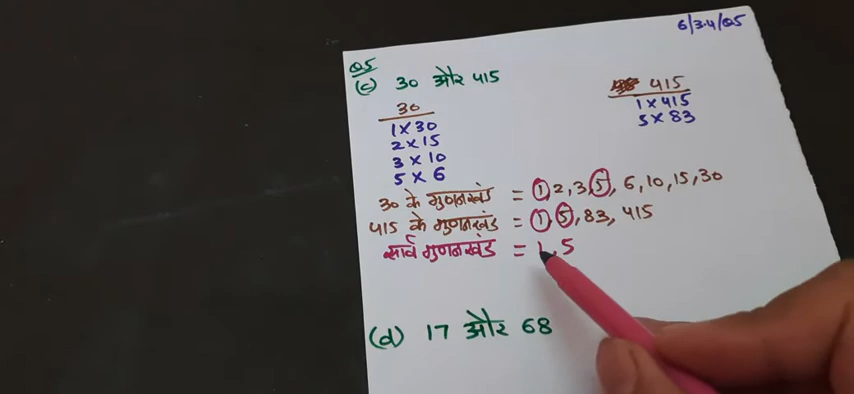 6/3.4/Q5
Q5
(c) 30 और 415
30
1 × 30
2 × 15
3 × 10
5 × 6
415
1 × 415
5 × 83
30 के गुणनखंड = 1, 2, 3, 5, 6, 10, 15, 30
415 के गुणनखंड = 1, 5, 83, 415
सार्व गुणनखंड = 1, 5
(d) 17 और 68